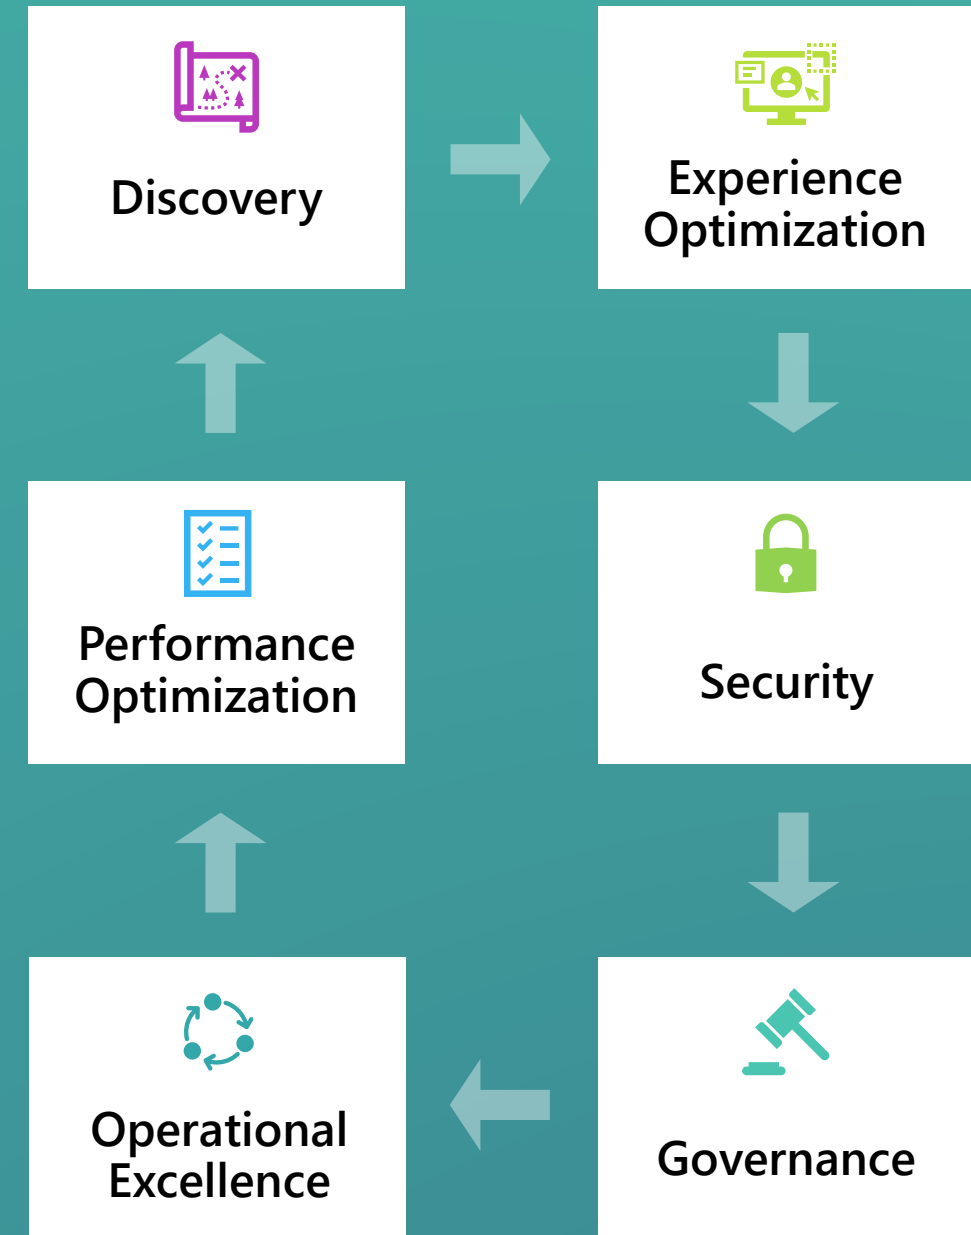 Discovery
Experience
Optimization
Performance
Optimization
Security
Operational
Excellence
Governance